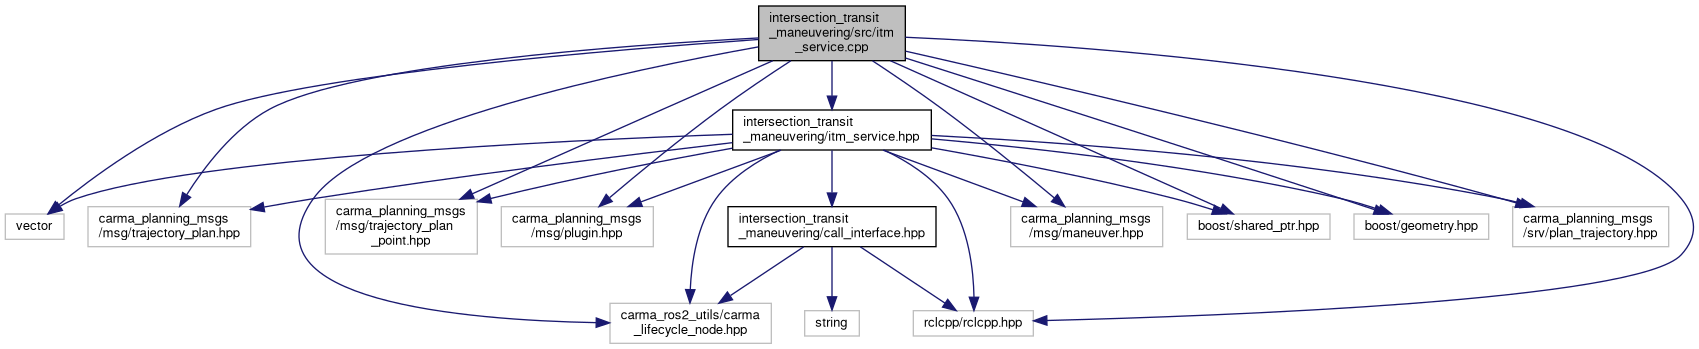 intersection_transit
_maneuvering/src/itm
_service.cpp
intersection_transit
_maneuvering/itm_service.hpp
vector
carma_planning_msgs
/msg/trajectory_plan.hpp
carma_planning_msgs
/msg/trajectory_plan
_point.hpp
carma_planning_msgs
/msg/plugin.hpp
intersection_transit
_maneuvering/call_interface.hpp
carma_planning_msgs
/msg/maneuver.hpp
boost/shared_ptr.hpp
boost/geometry.hpp
carma_planning_msgs
/srv/plan_trajectory.hpp
carma_ros2_utils/carma
_lifecycle_node.hpp
string
rclcpp/rclcpp.hpp